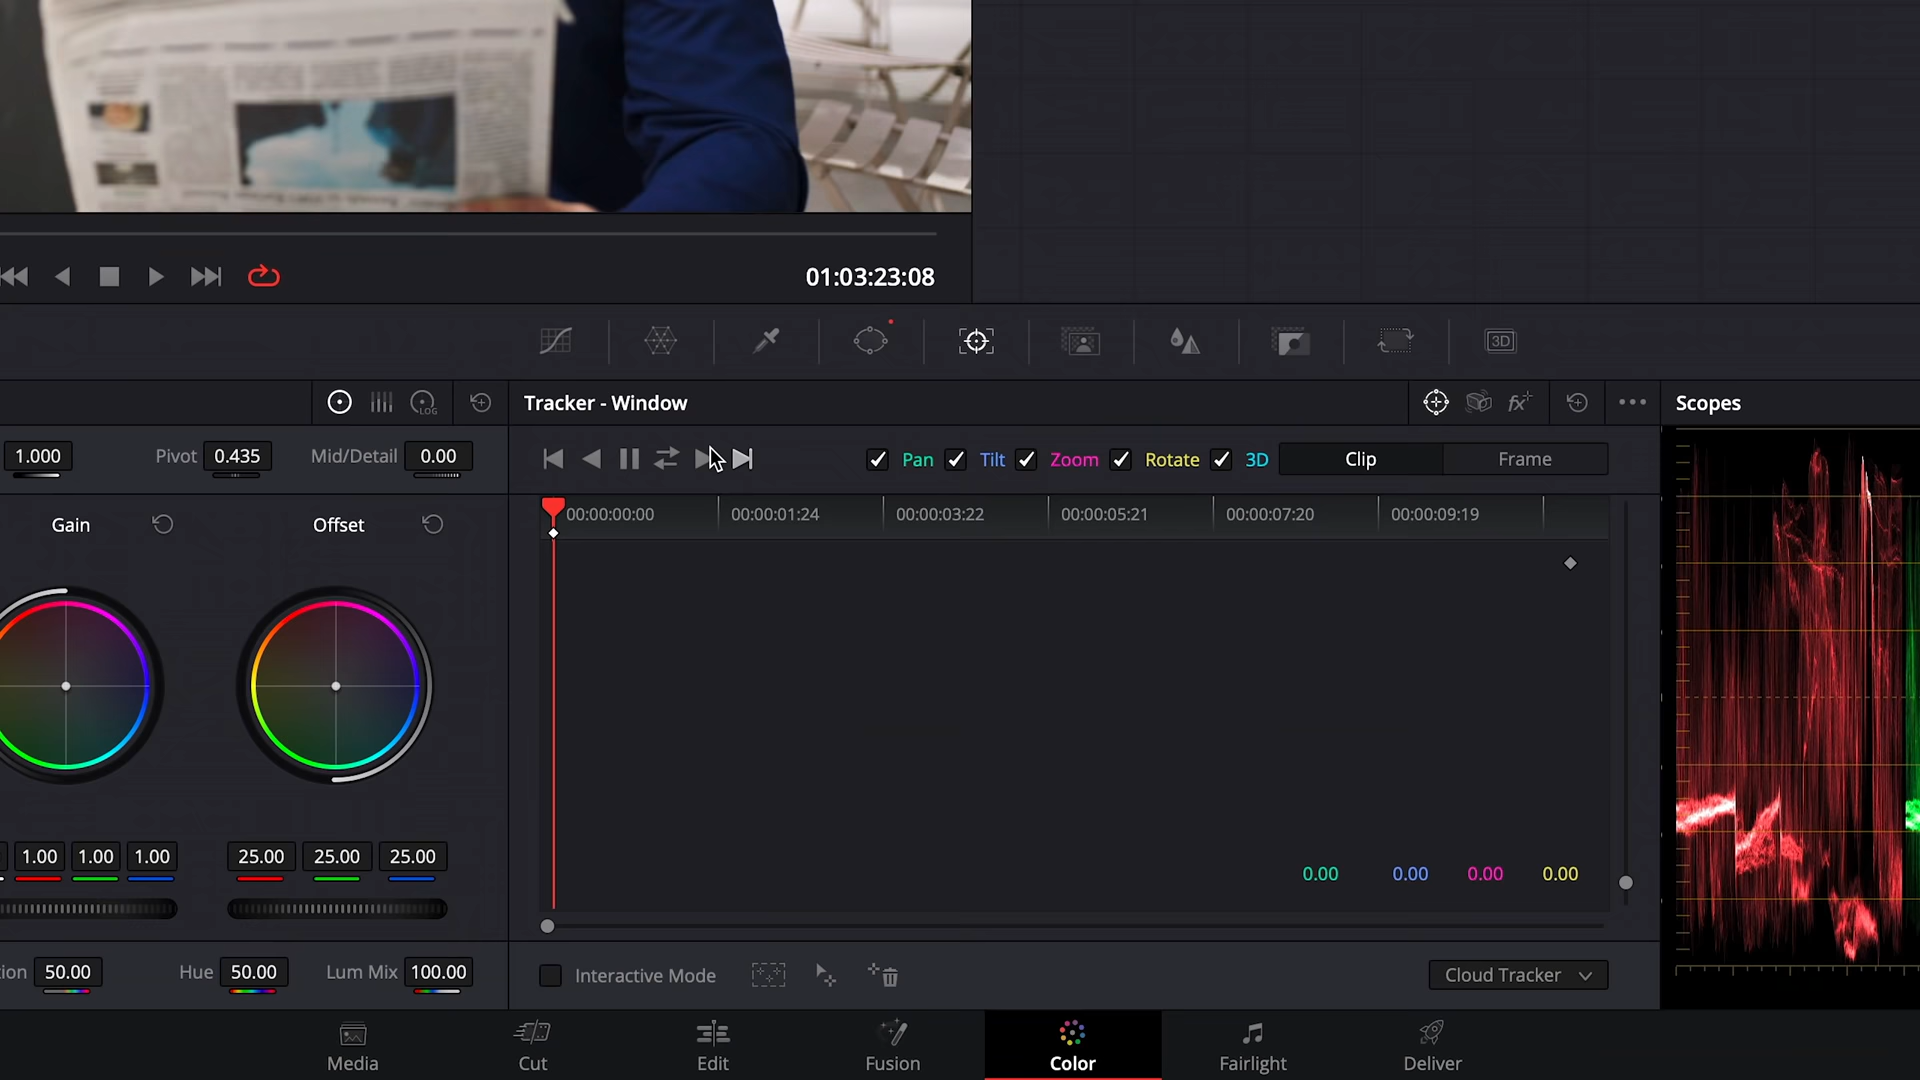 01:03:23:08
3D
LOG
Tracker - Window
fx
Scopes
1.000
Pivot 0.435
Mid/Detail 0.00
Pan Tilt Zoom Rotate 3D
Clip Frame
00:00:00:00 00:00:01:24 00:00:03:22 00:00:05:21 00:00:07:20 00:00:09:19
Gain
Offset
1.00 1.00 1.00
25.00 25.00 25.00
0.00 0.00 0.00 0.00
tion 50.00
Hue 50.00
Lum Mix 100.00
Interactive Mode
Cloud Tracker
Media Cut Edit Fusion Color Fairlight Deliver